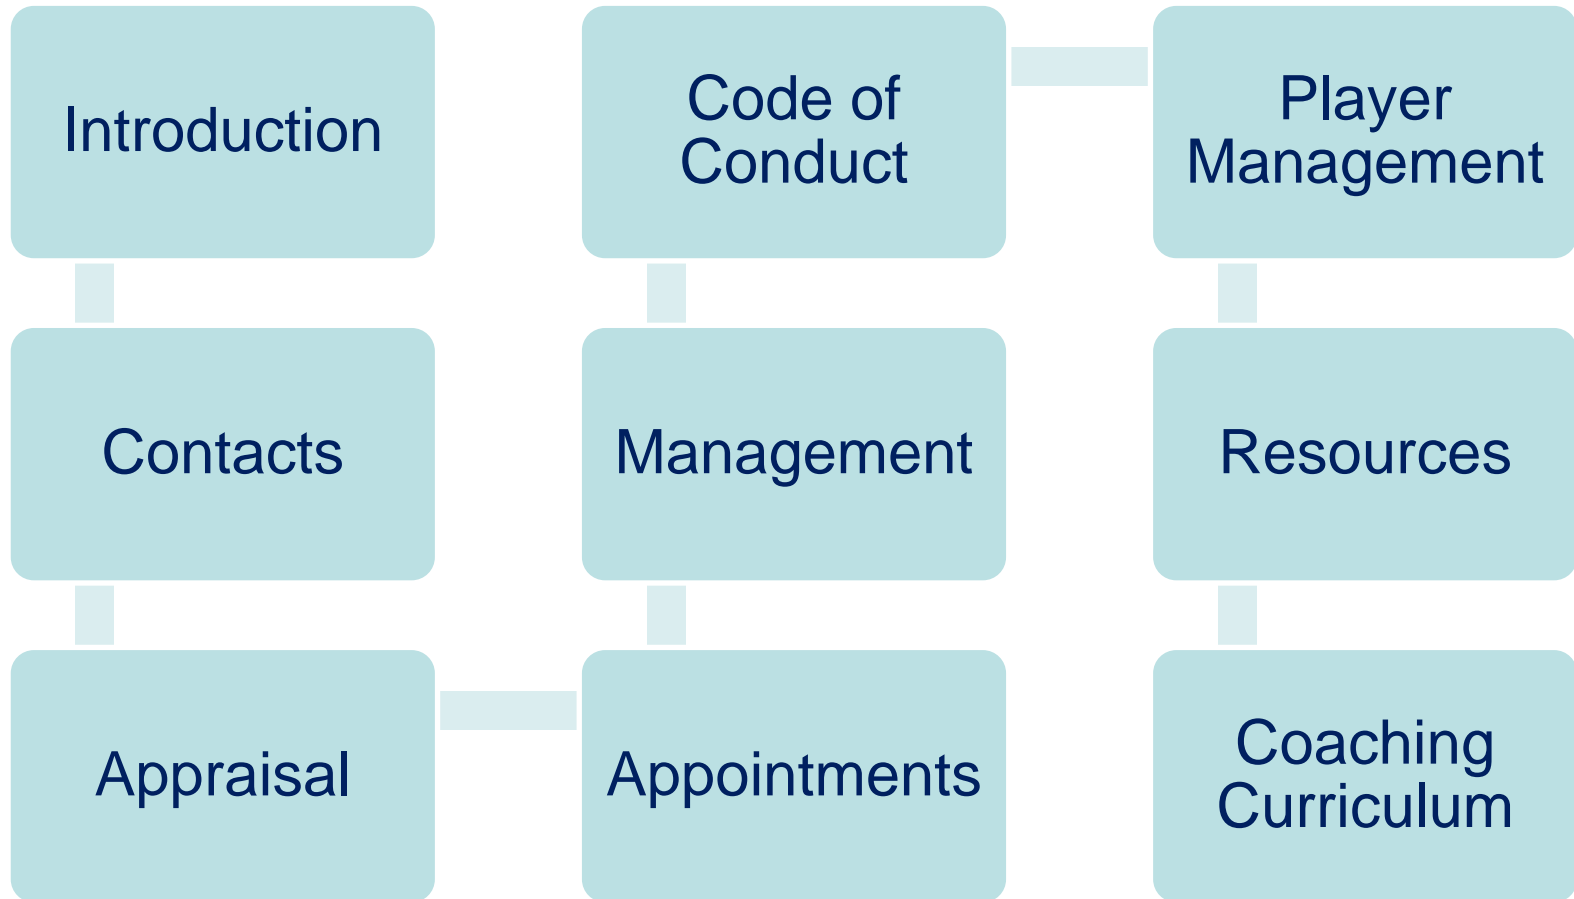 Introduction
Contacts
Appraisal
Appointments
Management
Code of
Conduct
Player
Management
Resources
Coaching
Curriculum